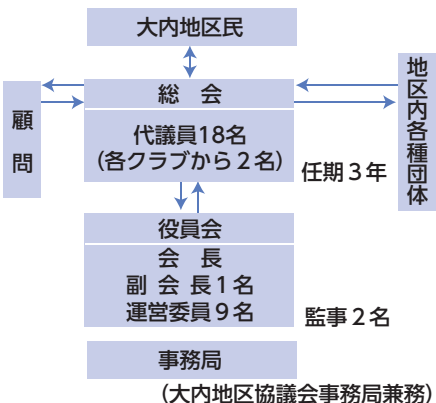 大内地区民
顧問
総会
代議員18名
（各クラブから２名）
任期３年
地区内各種団体
役員会
会長
副会長１名
運営委員９名
監事２名
事務局
（大内地区協議会事務局兼務）